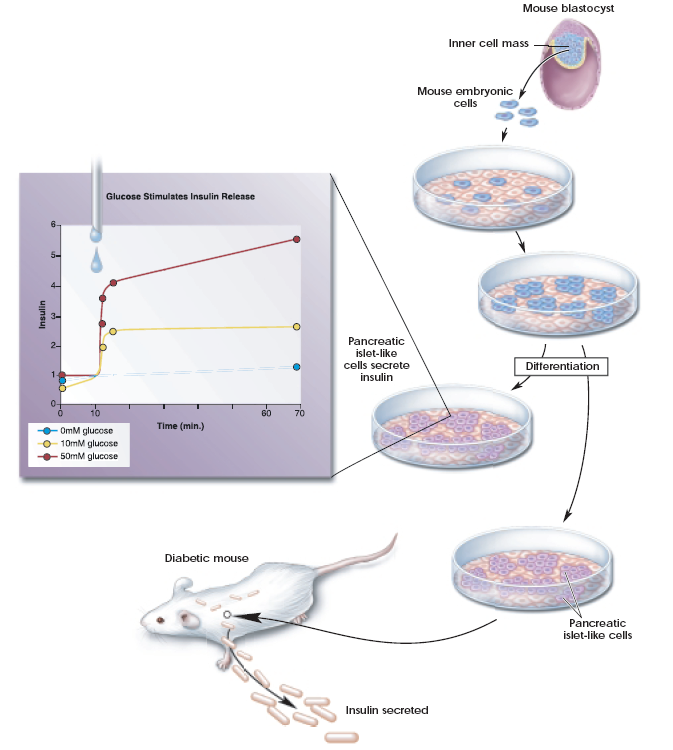 Mouse blastocyst
Inner cell mass
Mouse embryonic
cells
Glucose Stimulates Insulin Release
6
5
4
3
2
1
0
Insulin
0
10
60
70
Time (min.)
0mM glucose
10mM glucose
50mM glucose
Pancreatic
islet-like
cells secrete
insulin
Differentiation
Diabetic mouse
Pancreatic
islet-like cells
Insulin secreted